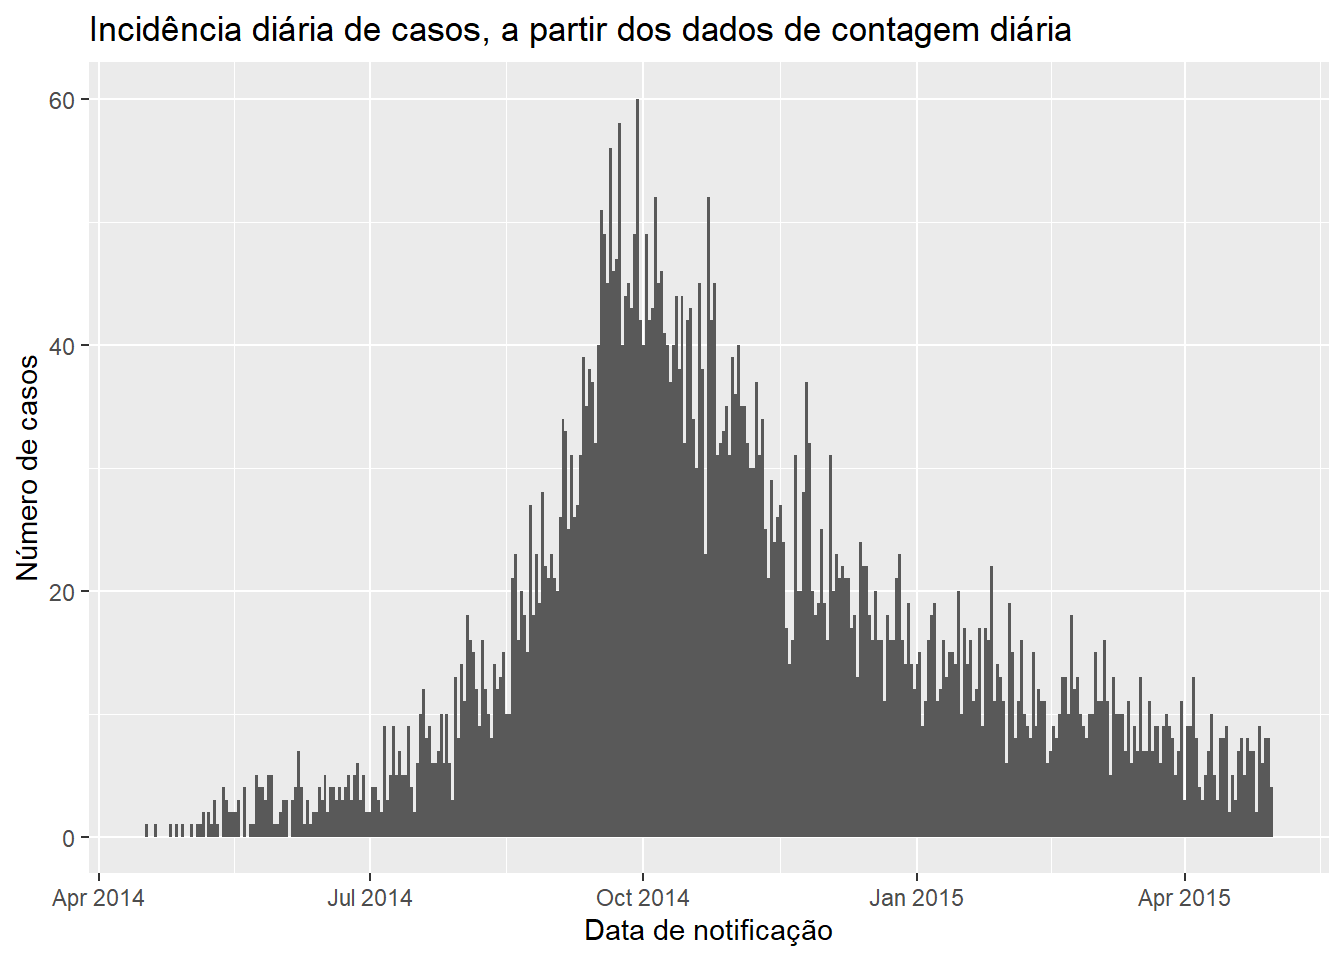 Incidência diária de casos, a partir dos dados de contagem diária
60
40
20
0
Número de casos
Apr 2014 Jul 2014 Oct 2014 Jan 2015 Apr 2015
Data de notificação